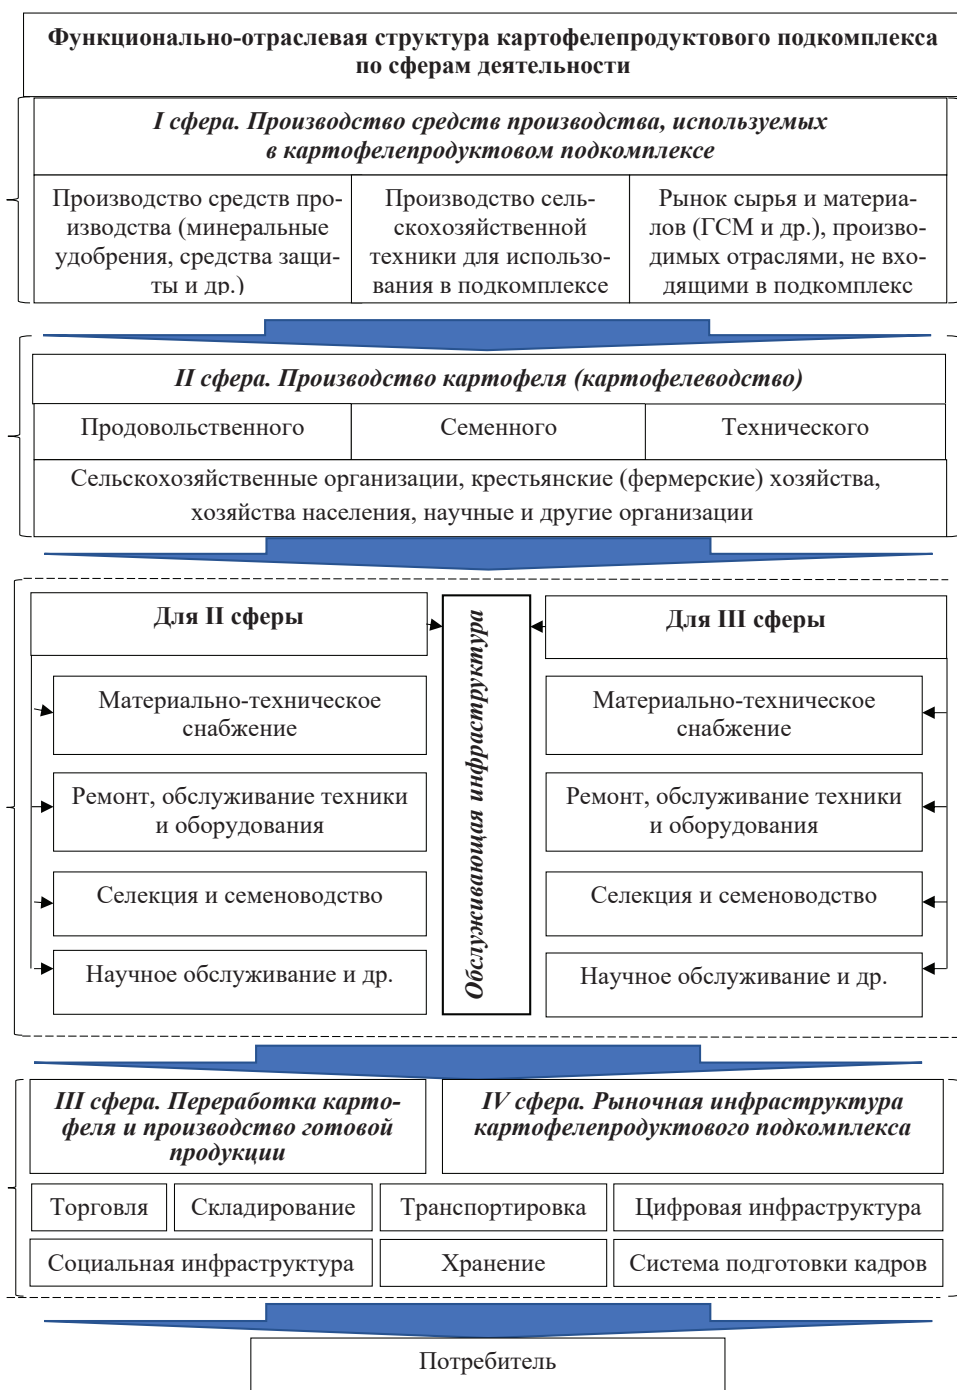 Функционально-отраслевая структура картофелепродуктового подкомплекса
по сферам деятельности
I сфера. Производство средств производства, используемых
в картофелепродуктовом подкомплексе
Производство средств про-
изводства (минеральные
удобрения, средства защи-
ты и др.)
Производство сель-
скохозяйственной
техники для использо-
вания в подкомплексе
Рынок сырья и материа-
лов (ГСМ и др.), произво-
димых отраслями, не вхо-
дящими в подкомплекс
II сфера. Производство картофеля (картофелеводство)
Продовольственного
Семенного
Технического
Сельскохозяйственные организации, крестьянские (фермерские) хозяйства,
хозяйства населения, научные и другие организации
Для II сферы
Материально-техническое
снабжение
Ремонт, обслуживание техники
и оборудования
Селекция и семеноводство
Научное обслуживание и др.
Обслуживающая инфраструктура
Для III сферы
Материально-техническое
снабжение
Ремонт, обслуживание техники
и оборудования
Селекция и семеноводство
Научное обслуживание и др.
III сфера. Переработка карто-
феля и производство готовой
продукции
IV сфера. Рыночная инфраструктура
картофелепродуктового подкомплекса
Торговля
Складирование
Транспортировка
Цифровая инфраструктура
Социальная инфраструктура
Хранение
Система подготовки кадров
Потребитель